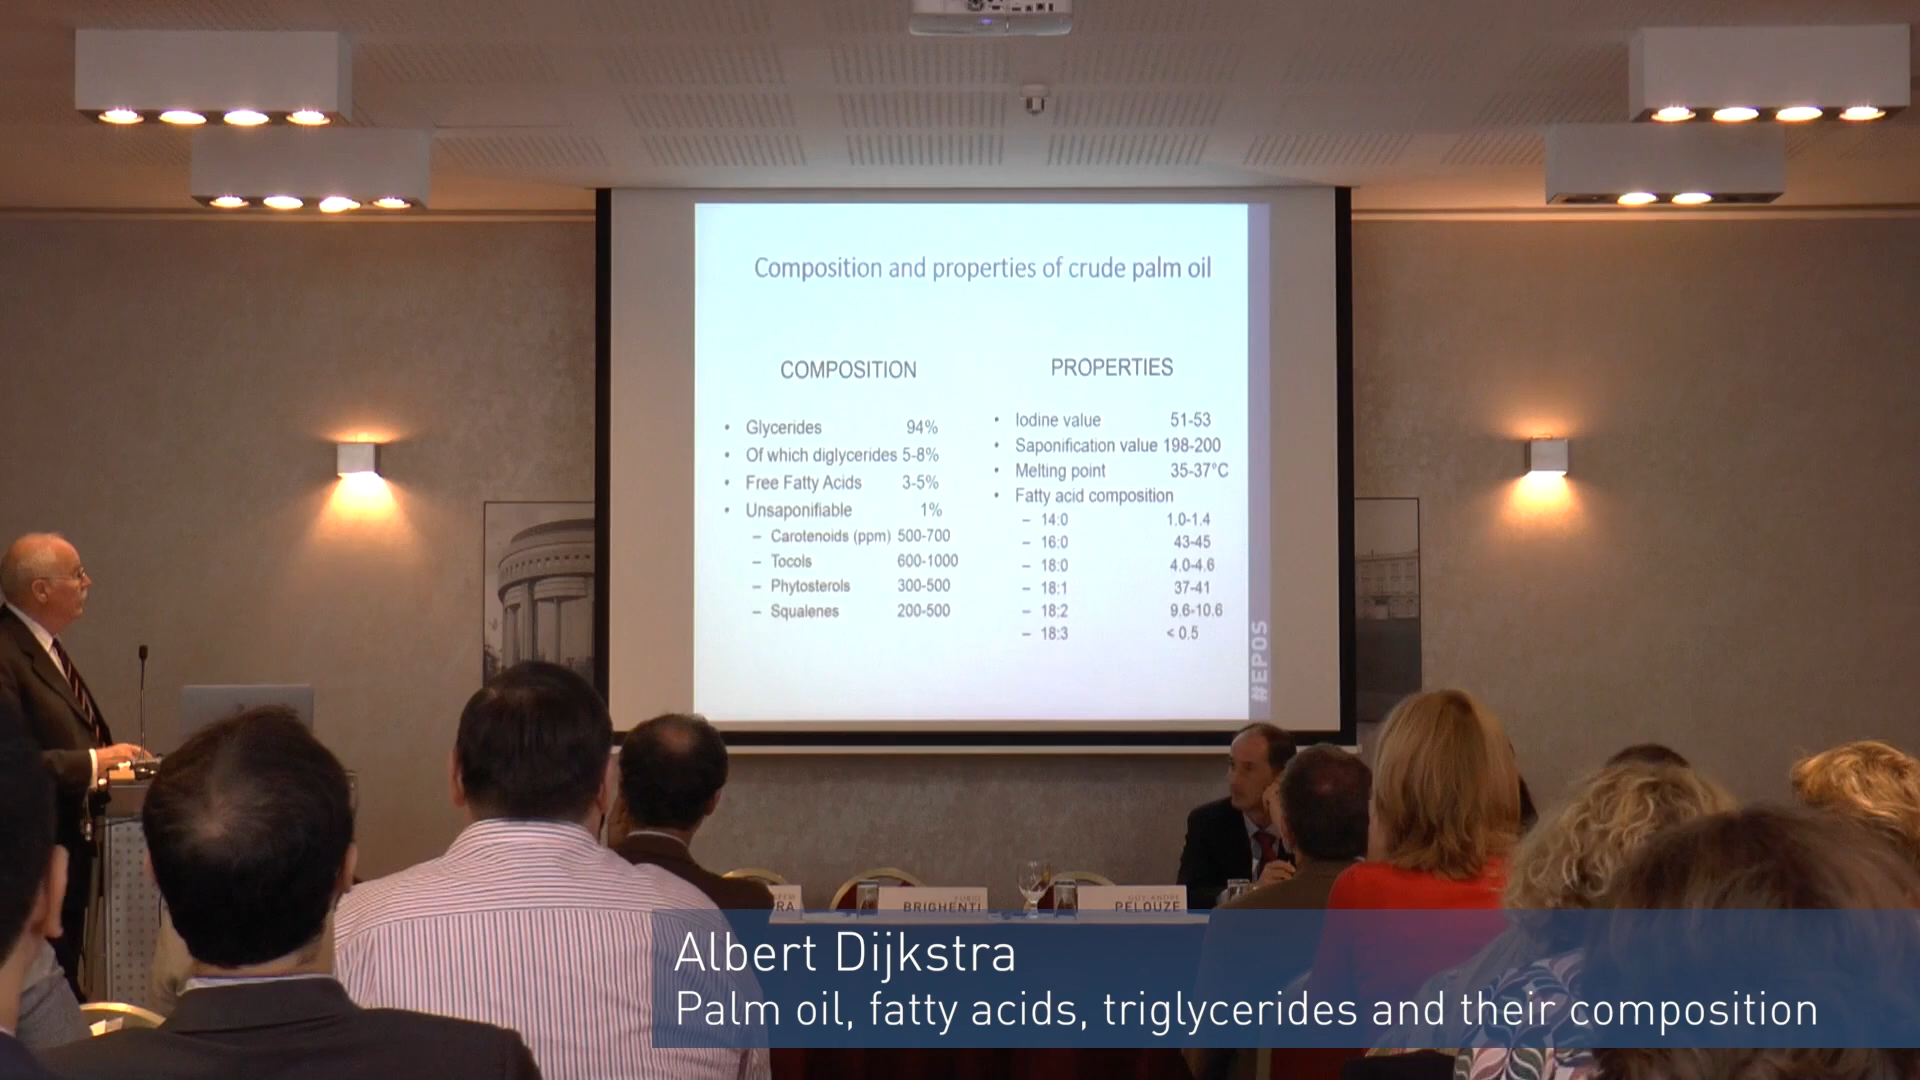 Composition and properties of crude palm oil
COMPOSITION
• Glycerides 94%
• Of which diglycerides 5-8%
• Free Fatty Acids 3-5%
• Unsaponifiable 1%
– Carotenoids (ppm) 500-700
– Tocols 600-1000
– Phytosterols 300-500
– Squalenes 200-500
PROPERTIES
• Iodine value 51-53
• Saponification value 198-200
• Melting point 35-37°C
• Fatty acid composition
– 14:0 1.0-1.4
– 16:0 43-45
– 18:0 4.0-4.6
– 18:1 37-41
– 18:2 9.6-10.6
– 18:3 < 0.5
#EPOS
BRIGHENTI
GUY-ANDRE
PELOUZE
Albert Dijkstra
Palm oil, fatty acids, triglycerides and their composition